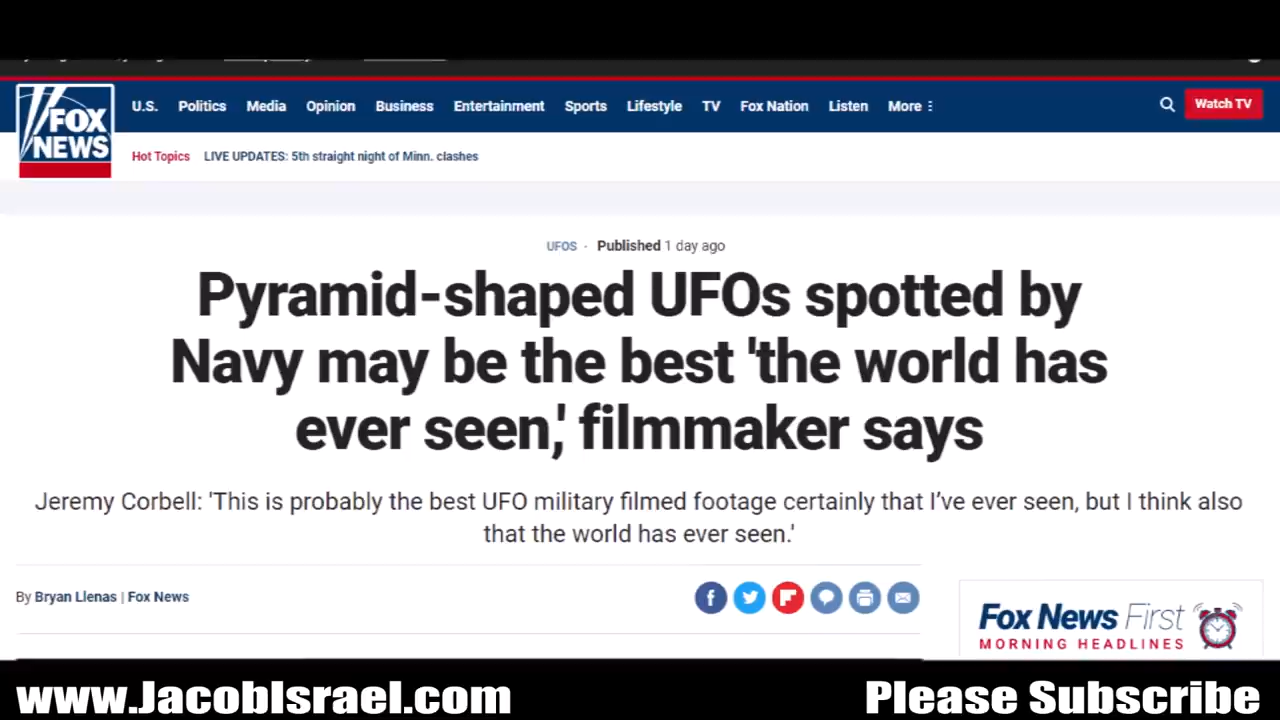 FOX
NEWS
U.S. Politics Media Opinion Business Entertainment Sports Lifestyle TV Fox Nation Listen More
Watch TV
Hot Topics LIVE UPDATES: 5th straight night of Minn. clashes
UFOS · Published 1 day ago
Pyramid-shaped UFOs spotted by
Navy may be the best 'the world has
ever seen,' filmmaker says
Jeremy Corbell: 'This is probably the best UFO military filmed footage certainly that I've ever seen, but I think also
that the world has ever seen.'
By Bryan Llenas | Fox News
Fox News First
MORNING HEADLINES
www.JacobIsrael.com
Please Subscribe